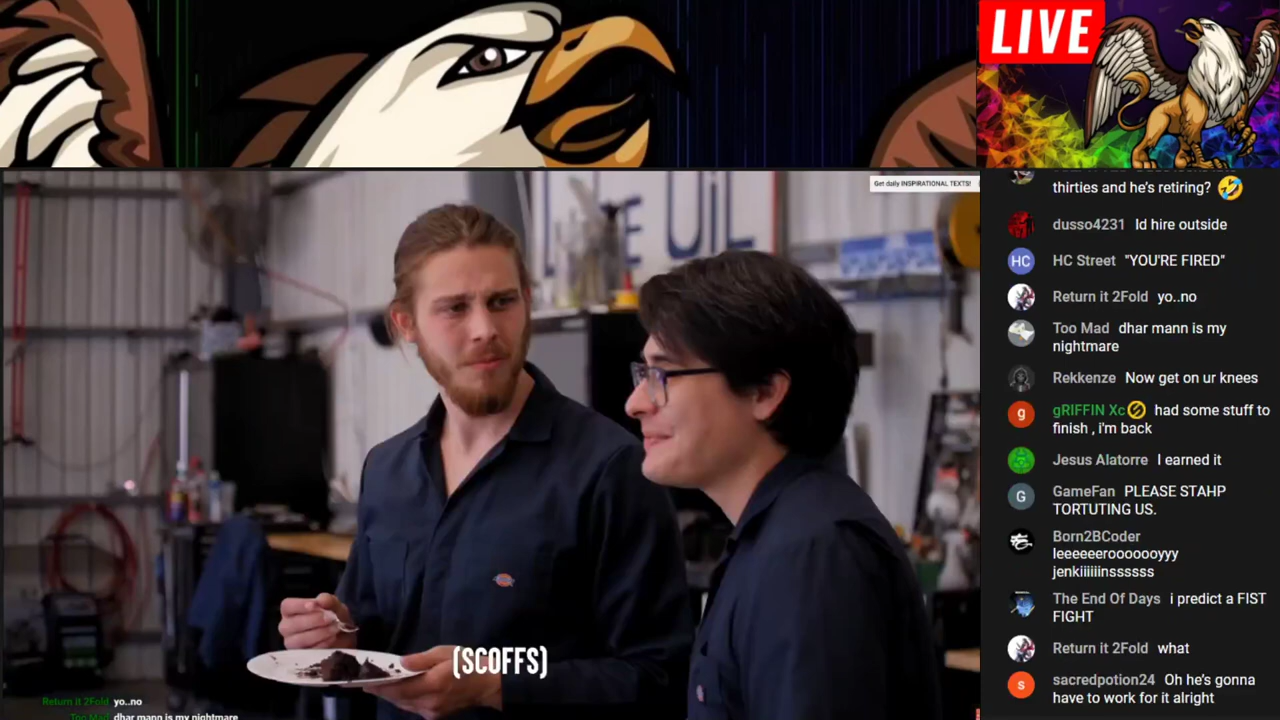 LIVE
Get daily INSPIRATIONAL TEXTS!
thirties and he's retiring? 🤣
dusso4231 Id hire outside
HC
HC Street "YOU'RE FIRED"
Return it 2Fold yo..no
Too Mad dhar mann is my
nightmare
Rekkenze Now get on ur knees
g
gRIFFIN Xc had some stuff to
finish , i'm back
Jesus Alatorre I earned it
G
GameFan PLEASE STAHP
TORTUTING US.
Born2BCoder
leeeeeerooooooyyy
jenkiiiiinssssss
The End Of Days i predict a FIST
FIGHT
Return it 2Fold what
s
sacredpotion24 Oh he's gonna
have to work for it alright
OIL
(SCOFFS)
Return it 2Fold yo..no
Too Mad dhar mann is my nightmare